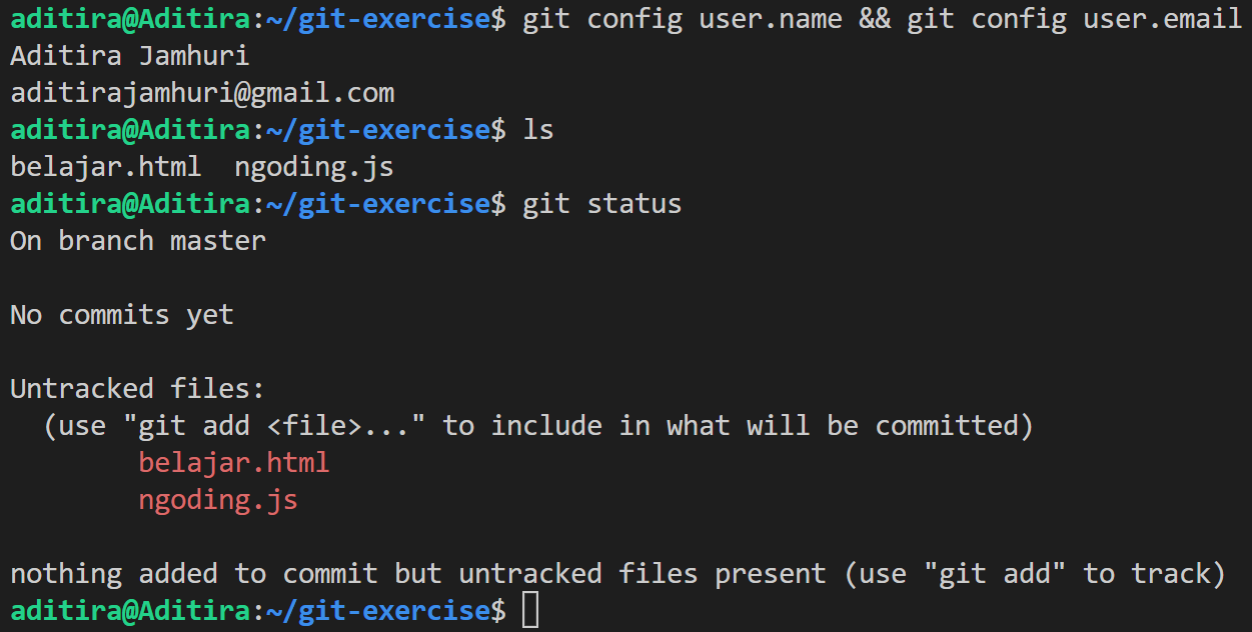 aditira@Aditira:~/git-exercise$ git config user.name && git config user.email
Aditira Jamhuri
aditirajamhuri@gmail.com
aditira@Aditira:~/git-exercise$ ls
belajar.html  ngoding.js
aditira@Aditira:~/git-exercise$ git status
On branch master
No commits yet
Untracked files:
  (use "git add <file>..." to include in what will be committed)
        belajar.html
        ngoding.js
nothing added to commit but untracked files present (use "git add" to track)
aditira@Aditira:~/git-exercise$